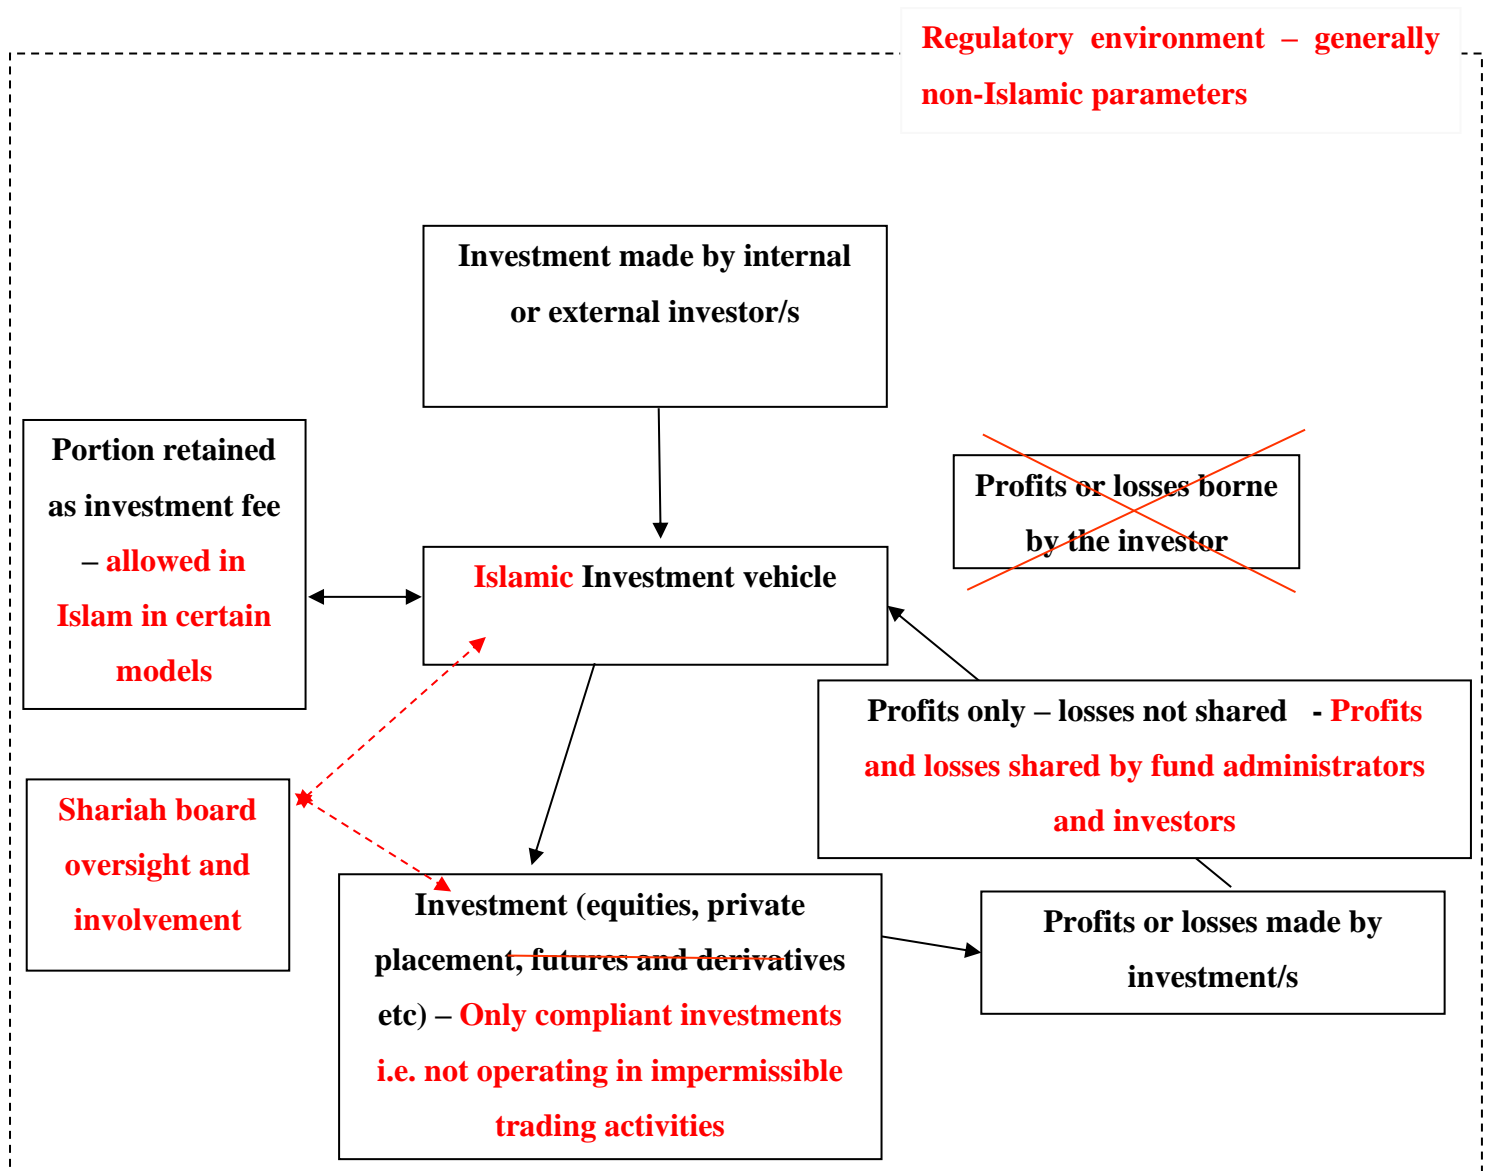 Regulatory environment – generally
non-Islamic parameters
Investment made by internal
or external investor/s
Portion retained
as investment fee
– allowed in
Islam in certain
models
Profits or losses borne
by the investor
Islamic Investment vehicle
Profits only – losses not shared - Profits
and losses shared by fund administrators
and investors
Shariah board
oversight and
involvement
Investment (equities, private
placement, futures and derivatives
etc) – Only compliant investments
i.e. not operating in impermissible
trading activities
Profits or losses made by
investment/s